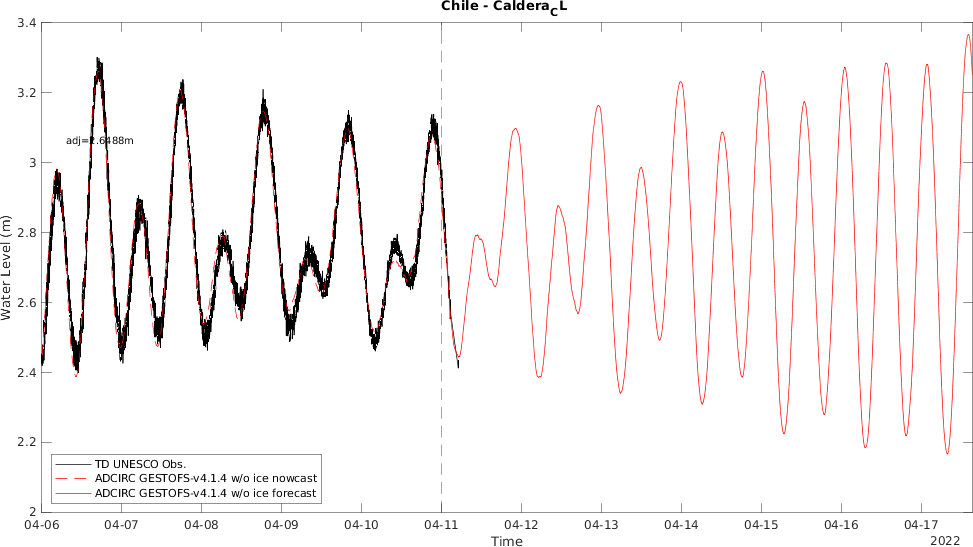 Chile - Caldera_CL
3.4
3.2
3
2.8
2.6
2.4
2.2
2
Water Level (m)
adj=1.6488m
TD UNESCO Obs.
ADCIRC GESTOFS-v4.1.4 w/o ice nowcast
ADCIRC GESTOFS-v4.1.4 w/o ice forecast
04-06 04-07 04-08 04-09 04-10 04-11 04-12 04-13 04-14 04-15 04-16 04-17
Time
2022